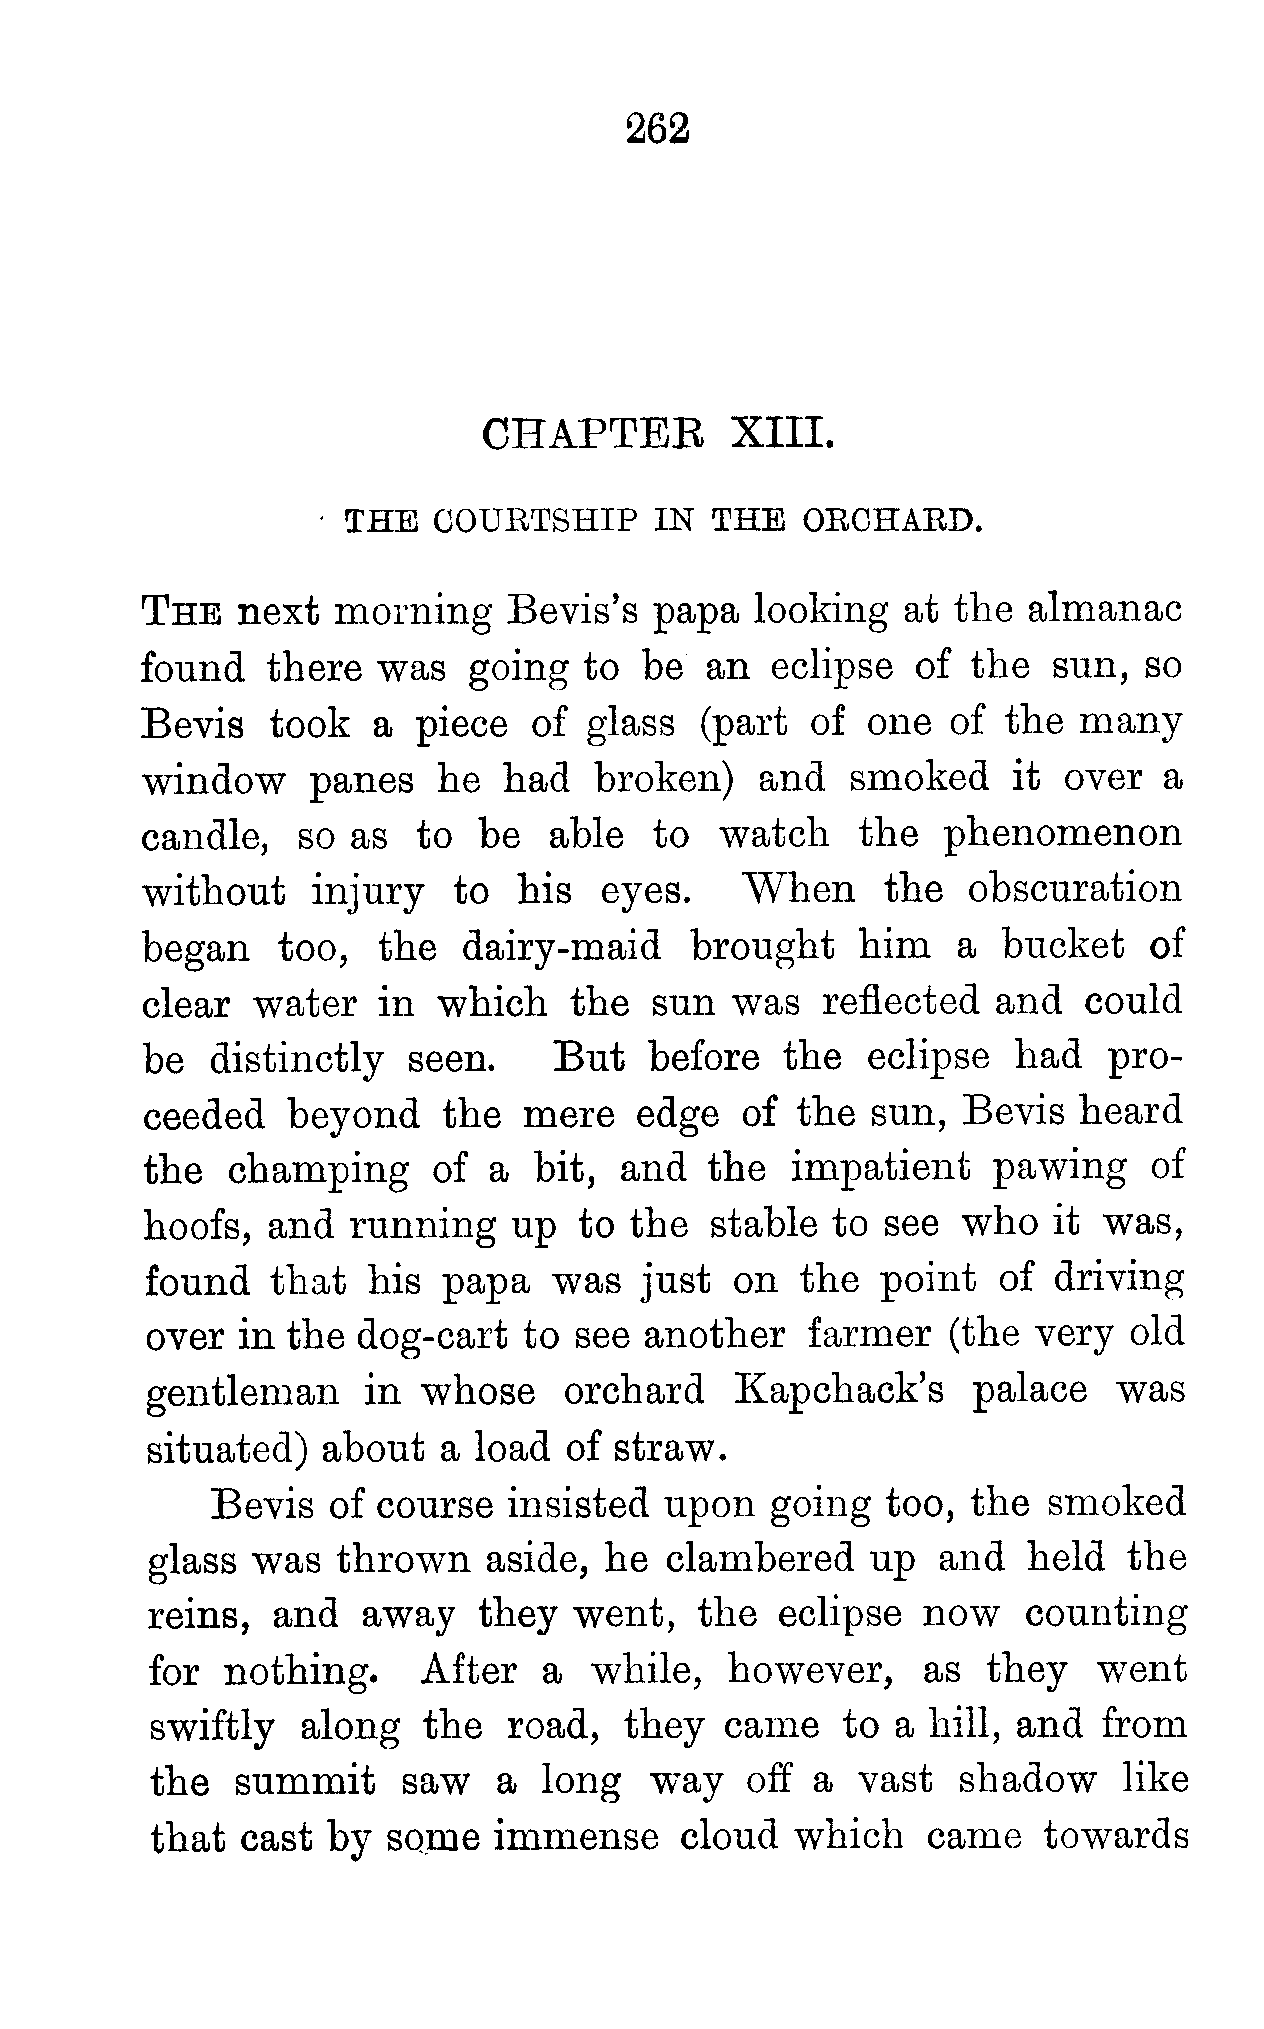 262
CHAPTER XIII.
THE COURTSHIP IN THE ORCHARD.
THE next morning Bevis's papa looking at the almanac
found there was going to be an eclipse of the sun, so
Bevis took a piece of glass (part of one of the many
window panes he had broken) and smoked it over a
candle, so as to be able to watch the phenomenon
without injury to his eyes. When the obscuration
began too, the dairy-maid brought him a bucket of
clear water in which the sun was reflected and could
be distinctly seen. But before the eclipse had pro-
ceeded beyond the mere edge of the sun, Bevis heard
the champing of a bit, and the impatient pawing of
hoofs, and running up to the stable to see who it was,
found that his papa was just on the point of driving
over in the dog-cart to see another farmer (the very old
gentleman in whose orchard Kapchack's palace was
situated) about a load of straw.
Bevis of course insisted upon going too, the smoked
glass was thrown aside, he clambered up and held the
reins, and away they went, the eclipse now counting
for nothing. After a while, however, as they went
swiftly along the road, they came to a hill, and from
the summit saw a long way off a vast shadow like
that cast by some immense cloud which came towards